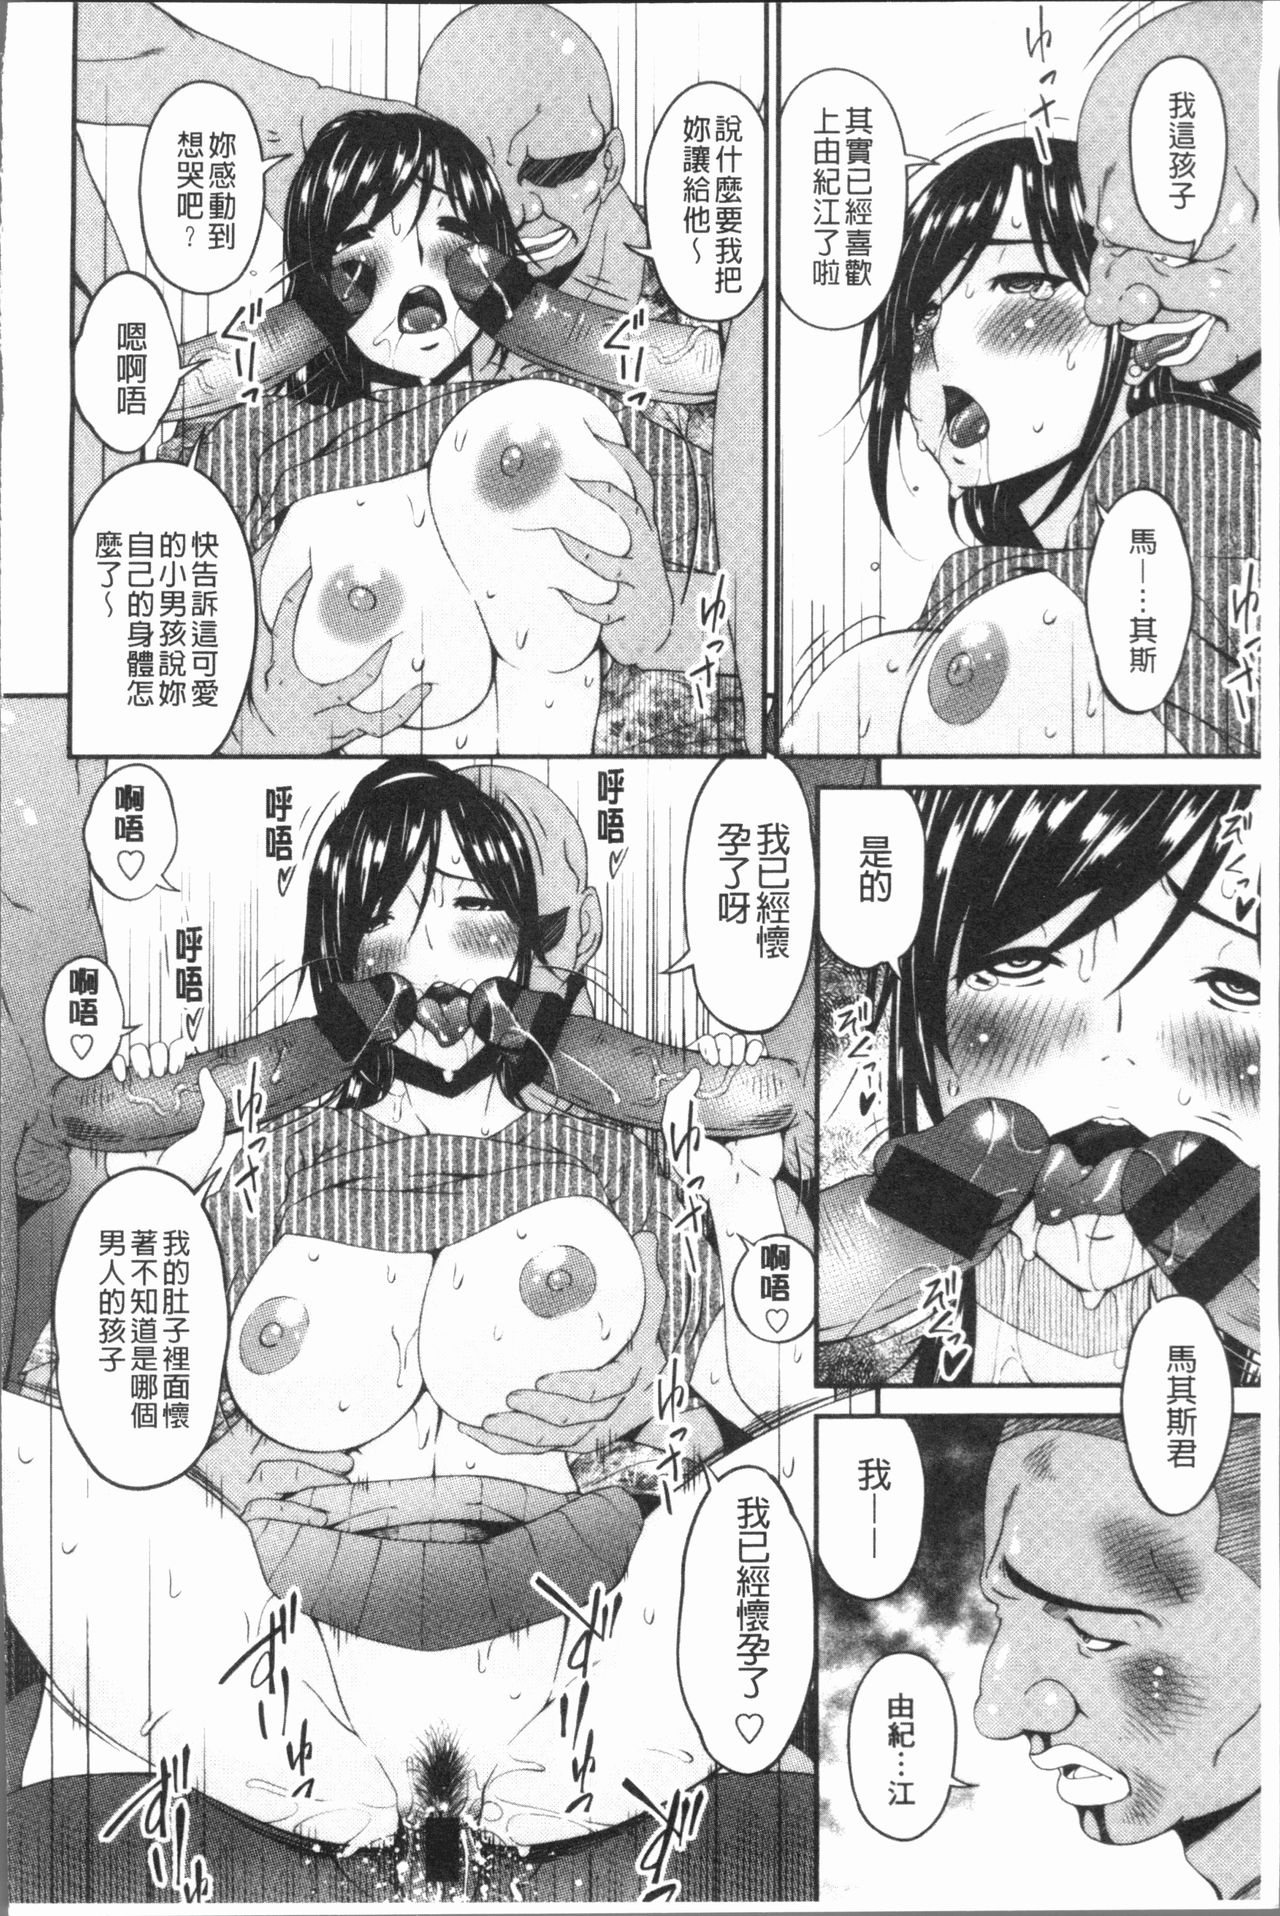 我這孩子
其實已經喜歡
上由紀江了啦
馬—…其斯
說什麼要我把
妳讓給他～
妳感動到
想哭吧？
嗯啊唔
快告訴這可愛
的小男孩說妳
自己的身體怎
麼了～
是的
馬其斯君
我——
由紀…江
我已經懷
孕了呀
呼唔
呼唔
啊唔♡
呼唔
啊唔♡
啊唔♡
我的肚子裡面懷
著不知道是哪個
男人的孩子
我已經懷孕了♡